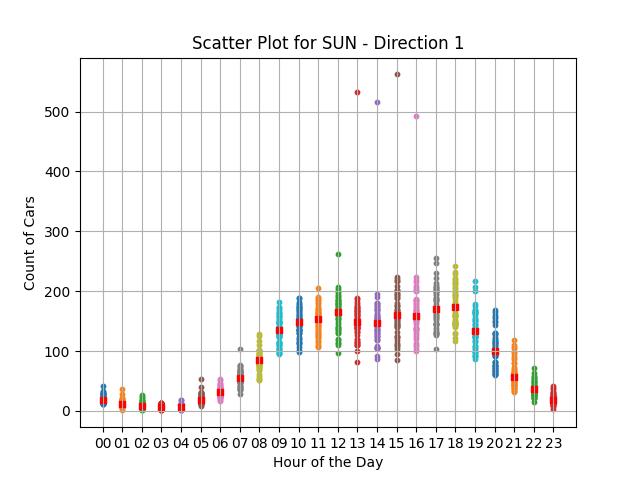 Scatter Plot for SUN - Direction 1
Count of Cars
500
400
300
200
100
0
00 01 02 03 04 05 06 07 08 09 10 11 12 13 14 15 16 17 18 19 20 21 22 23
Hour of the Day